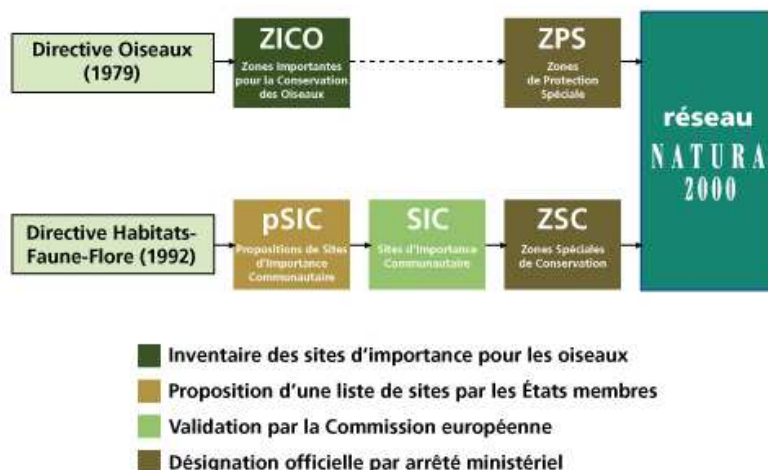 Directive Oiseaux
(1979)
ZICO
Zones Importantes
pour la Conservation
des Oiseaux
ZPS
Zones
de Protection
Spéciale
réseau
NATURA
2000
Directive Habitats-
Faune-Flore (1992)
pSIC
Propositions de Sites
d'Importance
Communautaire
SIC
Sites d'Importance
Communautaire
ZSC
Zones Spéciales
de Conservation
Inventaire des sites d'importance pour les oiseaux
Proposition d'une liste de sites par les États membres
Validation par la Commission européenne
Désignation officielle par arrêté ministériel